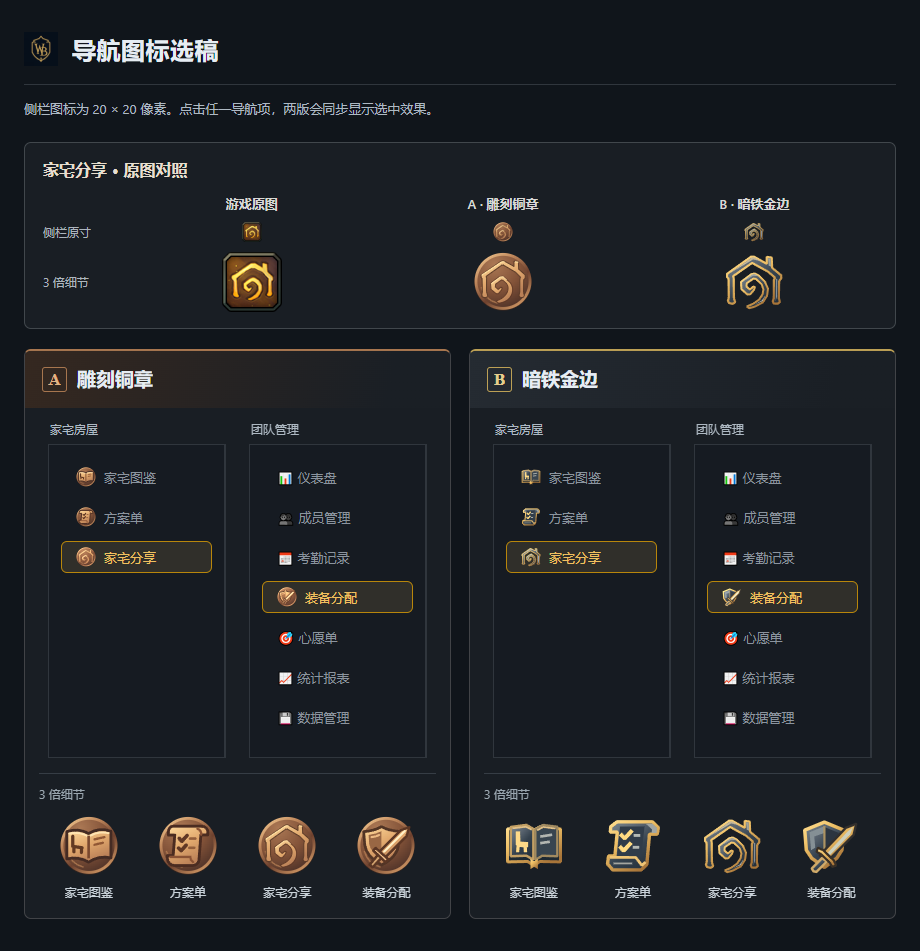 WB
导航图标选稿
侧栏图标为 20 × 20 像素。点击任一导航项，两版会同步显示选中效果。
家宅分享 • 原图对照
游戏原图
A · 雕刻铜章
B · 暗铁金边
侧栏原寸
3 倍细节
A 雕刻铜章
家宅房屋
团队管理
家宅图鉴
方案单
家宅分享
仪表盘
成员管理
考勤记录
装备分配
心愿单
统计报表
数据管理
3 倍细节
家宅图鉴
方案单
家宅分享
装备分配
B 暗铁金边
家宅房屋
团队管理
家宅图鉴
方案单
家宅分享
仪表盘
成员管理
考勤记录
装备分配
心愿单
统计报表
数据管理
3 倍细节
家宅图鉴
方案单
家宅分享
装备分配